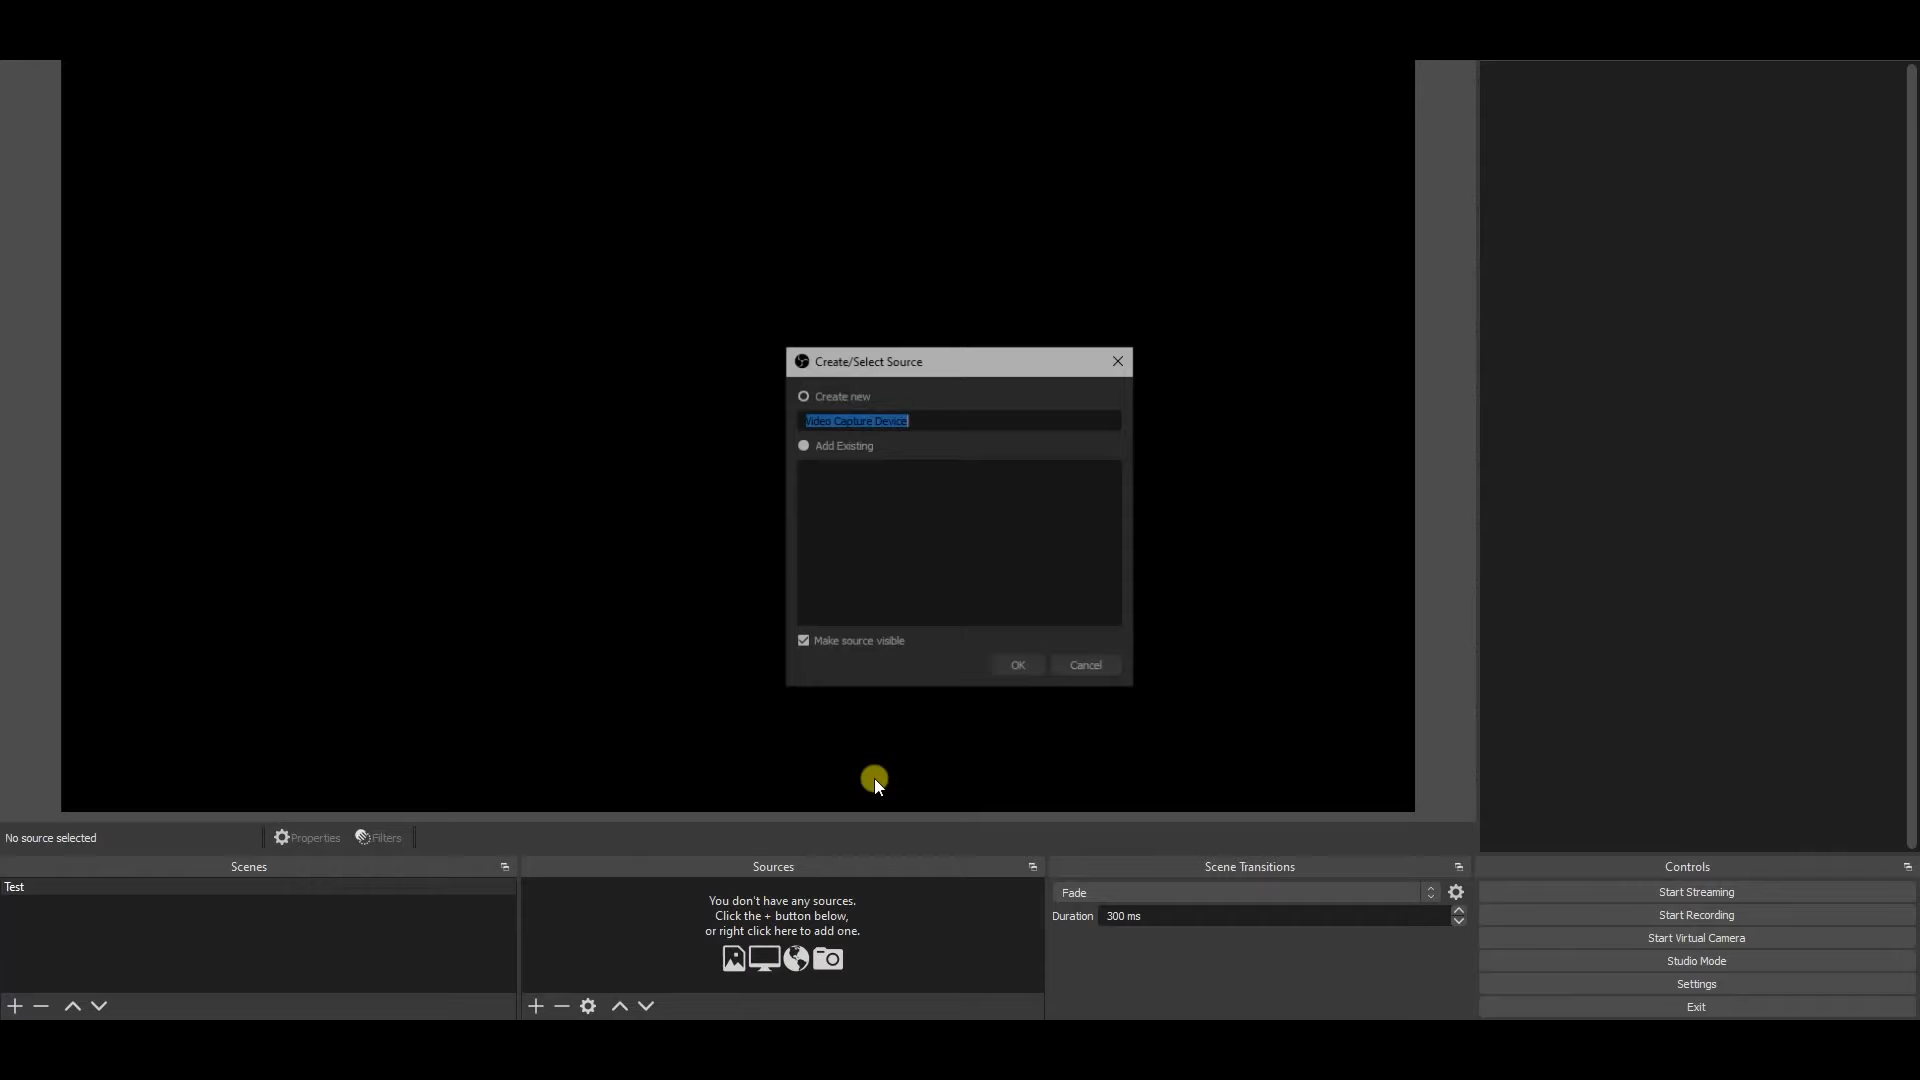 Create/Select Source
Create new
Video Capture Device
Add Existing
Make source visible
OK
Cancel
No source selected
Properties
Filters
Scenes
Test
Sources
You don't have any sources.
Click the + button below,
or right click here to add one.
Scene Transitions
Fade
Duration 300 ms
Controls
Start Streaming
Start Recording
Start Virtual Camera
Studio Mode
Settings
Exit